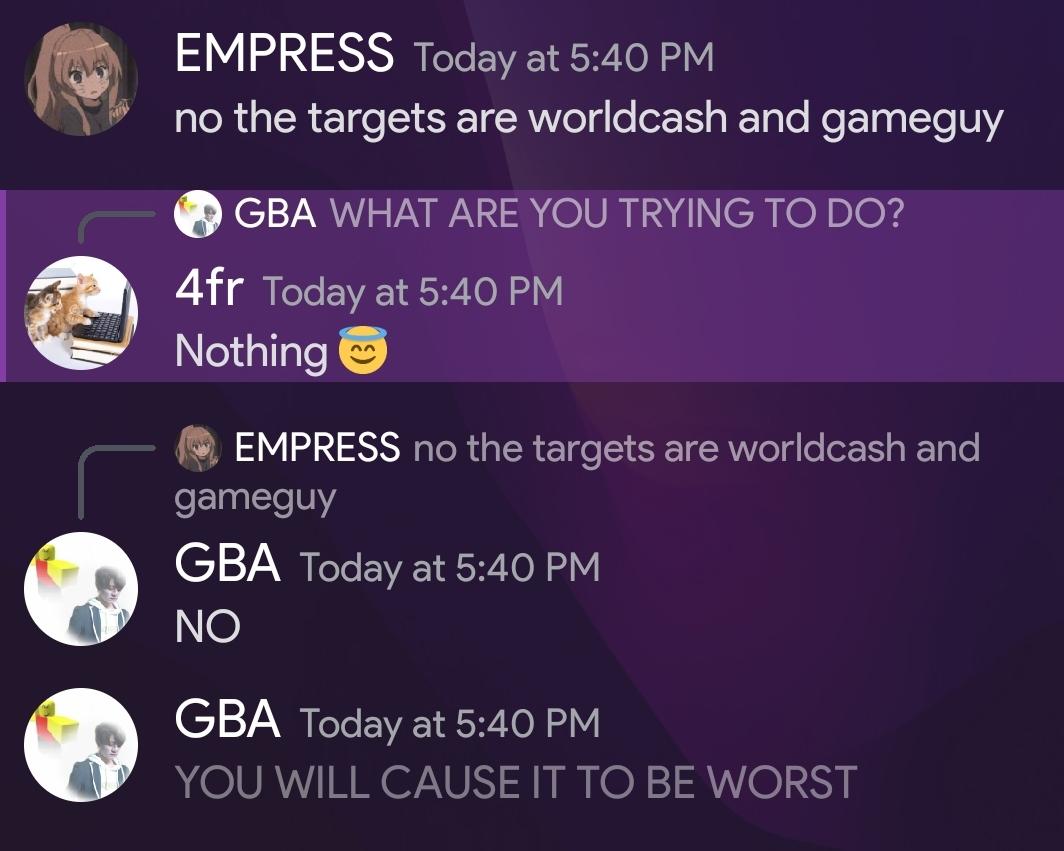 EMPRESS Today at 5:40 PM
no the targets are worldcash and gameguy
GBA WHAT ARE YOU TRYING TO DO?
4fr Today at 5:40 PM
Nothing 😇
EMPRESS no the targets are worldcash and
gameguy
GBA Today at 5:40 PM
NO
GBA Today at 5:40 PM
YOU WILL CAUSE IT TO BE WORST